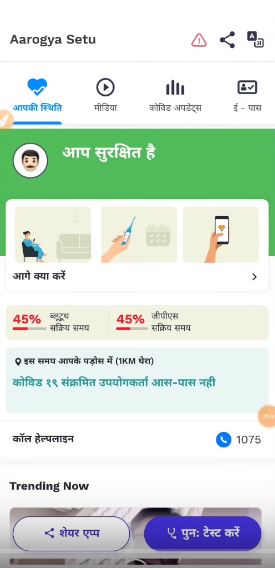 Aarogya Setu
आपकी स्थिति
मीडिया
कोविड अपडेट्स
ई - पास
आप सुरक्षित है
आगे क्या करें
45% ब्लूटूथ सक्रिय समय
45% जीपीएस सक्रिय समय
इस समय आपके पड़ोस में (1KM घेरा)
कोविड १९ संक्रमित उपयोगकर्ता आस-पास नही
कॉल हेल्पलाइन
1075
Trending Now
शेयर एप्प
पुन: टेस्ट करें